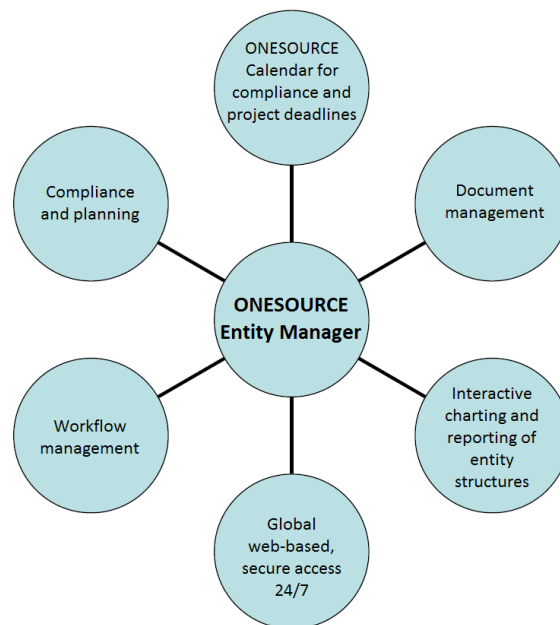 ONESOURCE
Calendar for
compliance and
project deadlines
Compliance
and planning
Document
management
ONESOURCE
Entity Manager
Workflow
management
Interactive
charting and
reporting of
entity
structures
Global
web-based,
secure access
24/7